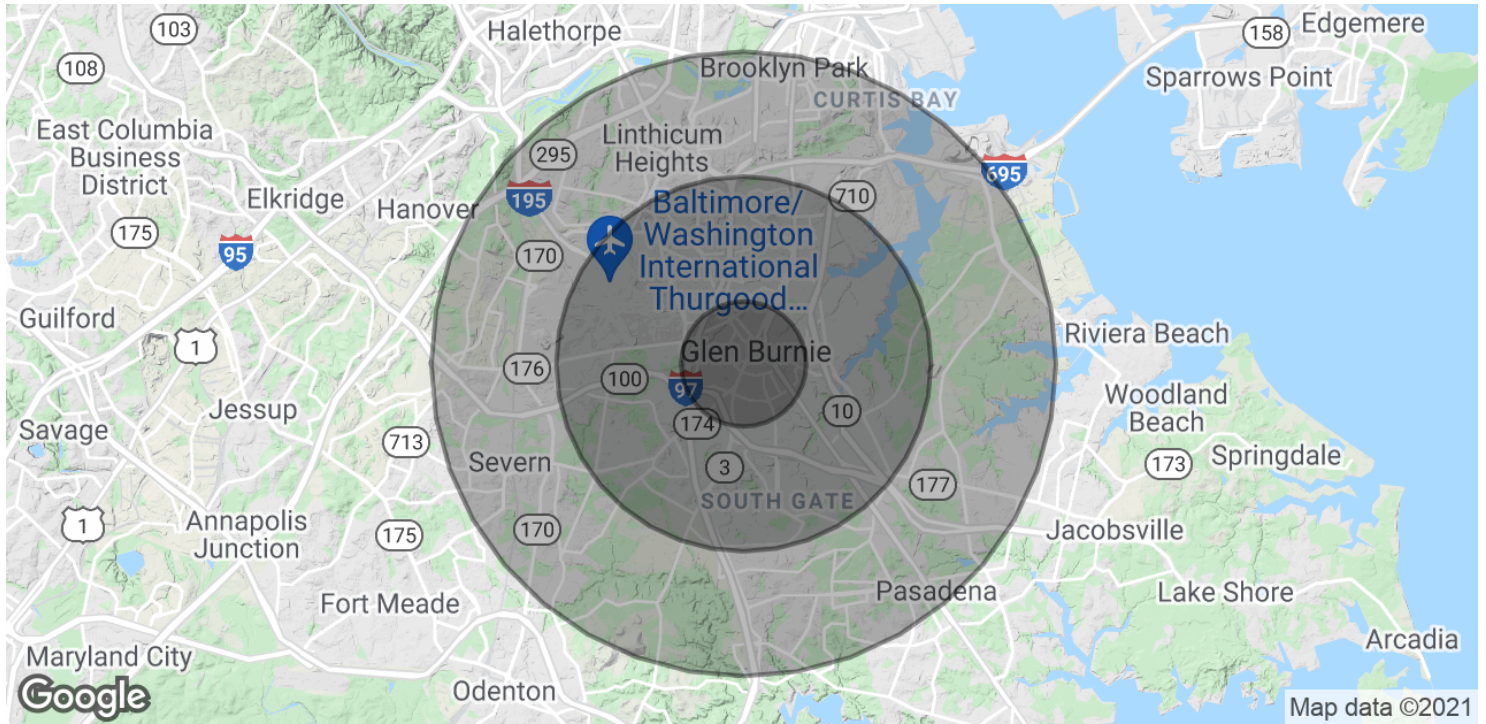 103
Halethorpe
158
Edgemere
108
Brooklyn Park
Sparrows Point
CURTIS BAY
East Columbia
Business
District
Linthicum
Heights
295
695
195
Elkridge
Hanover
710
Baltimore/
Washington
International
Thurgood...
175
95
170
Guilford
1
Riviera Beach
Glen Burnie
176
100
97
Woodland
Beach
Jessup
10
174
Savage
713
Severn
3
173
Springdale
177
SOUTH GATE
1
Annapolis
Junction
175
170
Jacobsville
Fort Meade
Pasadena
Lake Shore
Maryland City
Arcadia
Odenton
Google
Map data ©2021